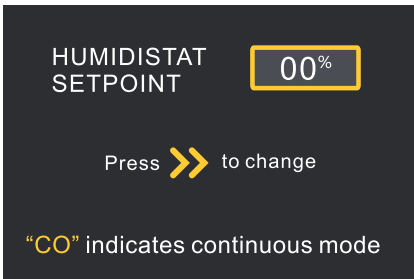 HUMIDISTAT
SETPOINT
00%
Press to change
“CO” indicates continuous mode